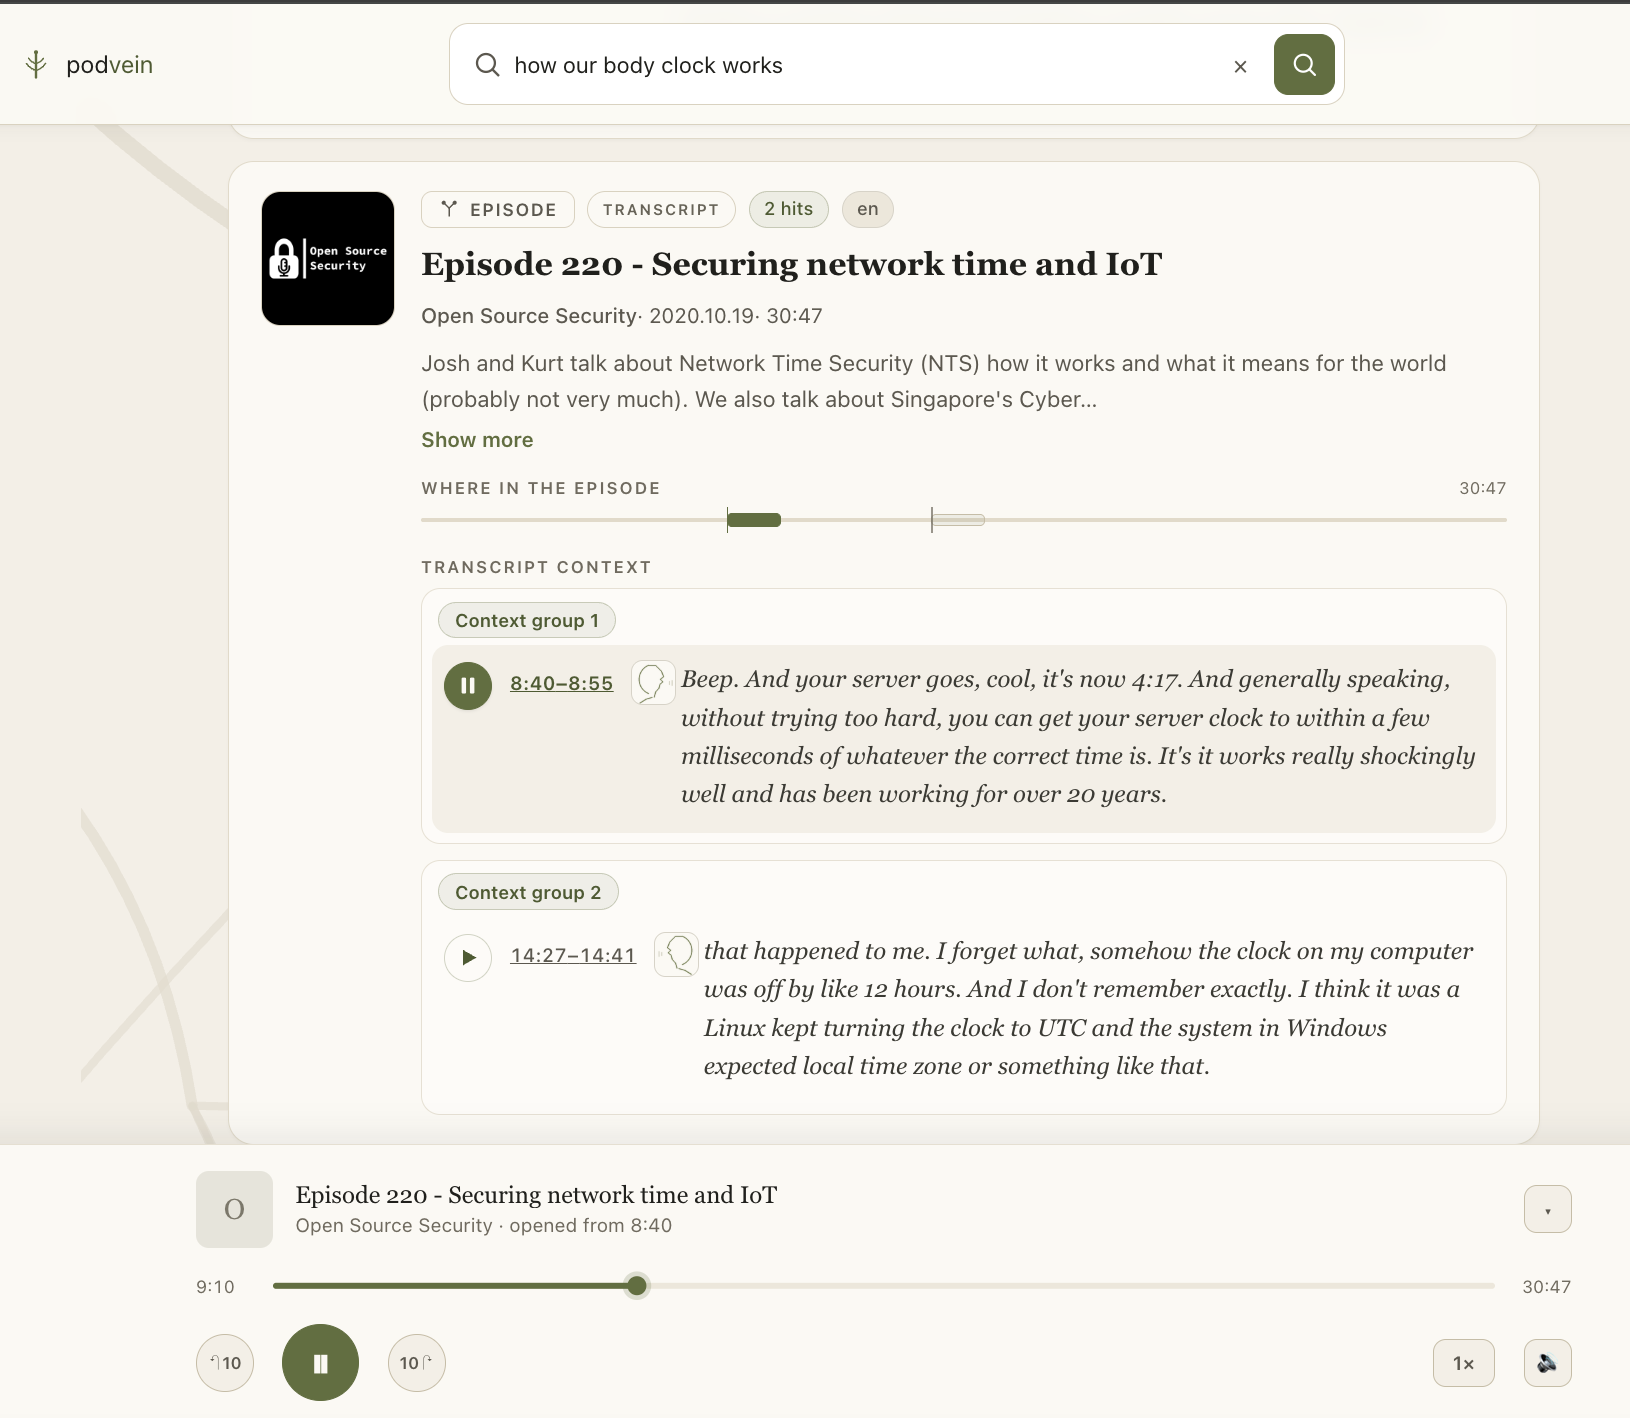 podvein
how our body clock works
×
Open Source
Security
EPISODE
TRANSCRIPT
2 hits
en
Episode 220 - Securing network time and IoT
Open Source Security· 2020.10.19· 30:47
Josh and Kurt talk about Network Time Security (NTS) how it works and what it means for the world
(probably not very much). We also talk about Singapore's Cyber...
Show more
WHERE IN THE EPISODE
30:47
TRANSCRIPT CONTEXT
Context group 1
8:40–8:55
Beep. And your server goes, cool, it's now 4:17. And generally speaking,
without trying too hard, you can get your server clock to within a few
milliseconds of whatever the correct time is. It's it works really shockingly
well and has been working for over 20 years.
Context group 2
14:27–14:41
that happened to me. I forget what, somehow the clock on my computer
was off by like 12 hours. And I don't remember exactly. I think it was a
Linux kept turning the clock to UTC and the system in Windows
expected local time zone or something like that.
O
Episode 220 - Securing network time and IoT
Open Source Security · opened from 8:40
9:10
30:47
10
10
1×